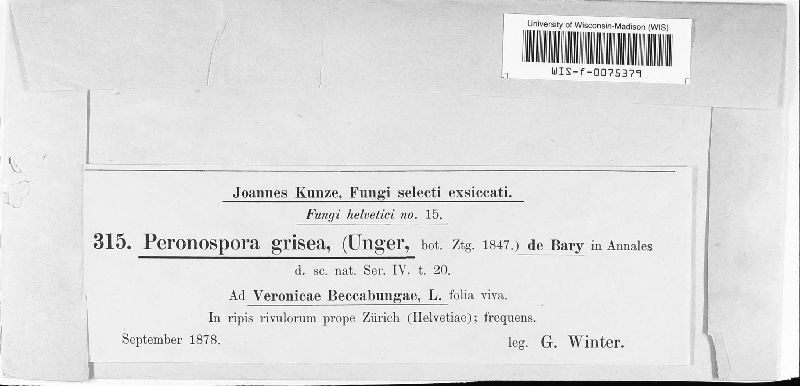 University of Wisconsin-Madison (WIS)
WIS-f-0075379
Joannes Kunze, Fungi selecti exsiccati.
Fungi helvetici no. 15.
315. Peronospora grisea, (Unger, bot. Ztg. 1847.) de Bary in Annales
d. sc. nat. Ser. IV. t. 20.
Ad Veronicae Beccabungae, L. folia viva.
In ripis rivulorum prope Zürich (Helvetiae); frequens.
September 1878.
leg. G. Winter.